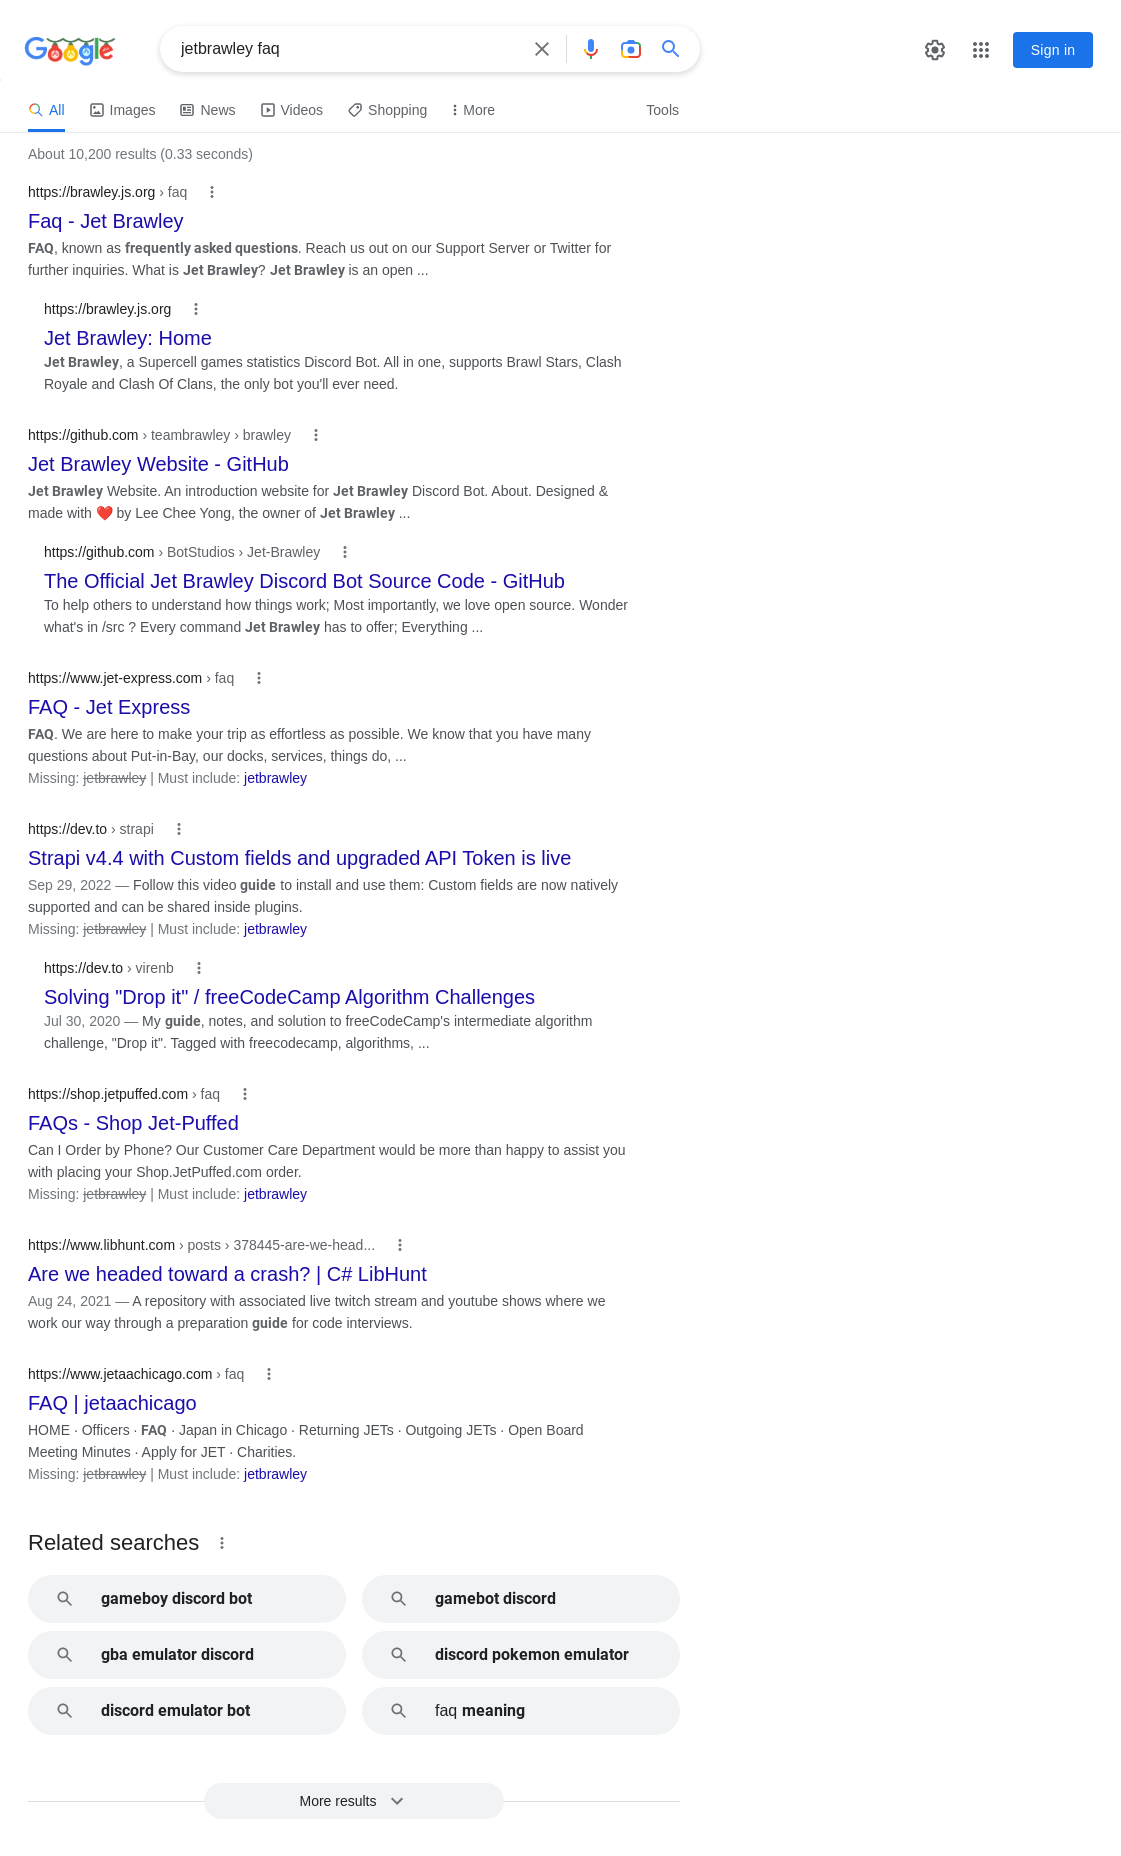 Google
jetbrawley faq
Sign in
All Images News Videos Shopping More Tools
About 10,200 results (0.33 seconds)
https://brawley.js.org › faq
Faq - Jet Brawley
FAQ, known as frequently asked questions. Reach us out on our Support Server or Twitter for
further inquiries. What is Jet Brawley? Jet Brawley is an open ...
https://brawley.js.org
Jet Brawley: Home
Jet Brawley, a Supercell games statistics Discord Bot. All in one, supports Brawl Stars, Clash
Royale and Clash Of Clans, the only bot you'll ever need.
https://github.com › teambrawley › brawley
Jet Brawley Website - GitHub
Jet Brawley Website. An introduction website for Jet Brawley Discord Bot. About. Designed &
made with ❤️ by Lee Chee Yong, the owner of Jet Brawley ...
https://github.com › BotStudios › Jet-Brawley
The Official Jet Brawley Discord Bot Source Code - GitHub
To help others to understand how things work; Most importantly, we love open source. Wonder
what's in /src ? Every command Jet Brawley has to offer; Everything ...
https://www.jet-express.com › faq
FAQ - Jet Express
FAQ. We are here to make your trip as effortless as possible. We know that you have many
questions about Put-in-Bay, our docks, services, things do, ...
Missing: jetbrawley | Must include: jetbrawley
https://dev.to › strapi
Strapi v4.4 with Custom fields and upgraded API Token is live
Sep 29, 2022 — Follow this video guide to install and use them: Custom fields are now natively
supported and can be shared inside plugins.
Missing: jetbrawley | Must include: jetbrawley
https://dev.to › virenb
Solving "Drop it" / freeCodeCamp Algorithm Challenges
Jul 30, 2020 — My guide, notes, and solution to freeCodeCamp's intermediate algorithm
challenge, "Drop it". Tagged with freecodecamp, algorithms, ...
https://shop.jetpuffed.com › faq
FAQs - Shop Jet-Puffed
Can I Order by Phone? Our Customer Care Department would be more than happy to assist you
with placing your Shop.JetPuffed.com order.
Missing: jetbrawley | Must include: jetbrawley
https://www.libhunt.com › posts › 378445-are-we-head...
Are we headed toward a crash? | C# LibHunt
Aug 24, 2021 — A repository with associated live twitch stream and youtube shows where we
work our way through a preparation guide for code interviews.
https://www.jetaachicago.com › faq
FAQ | jetaachicago
HOME · Officers · FAQ · Japan in Chicago · Returning JETs · Outgoing JETs · Open Board
Meeting Minutes · Apply for JET · Charities.
Missing: jetbrawley | Must include: jetbrawley
Related searches
gameboy discord bot
gamebot discord
gba emulator discord
discord pokemon emulator
discord emulator bot
faq meaning
More results